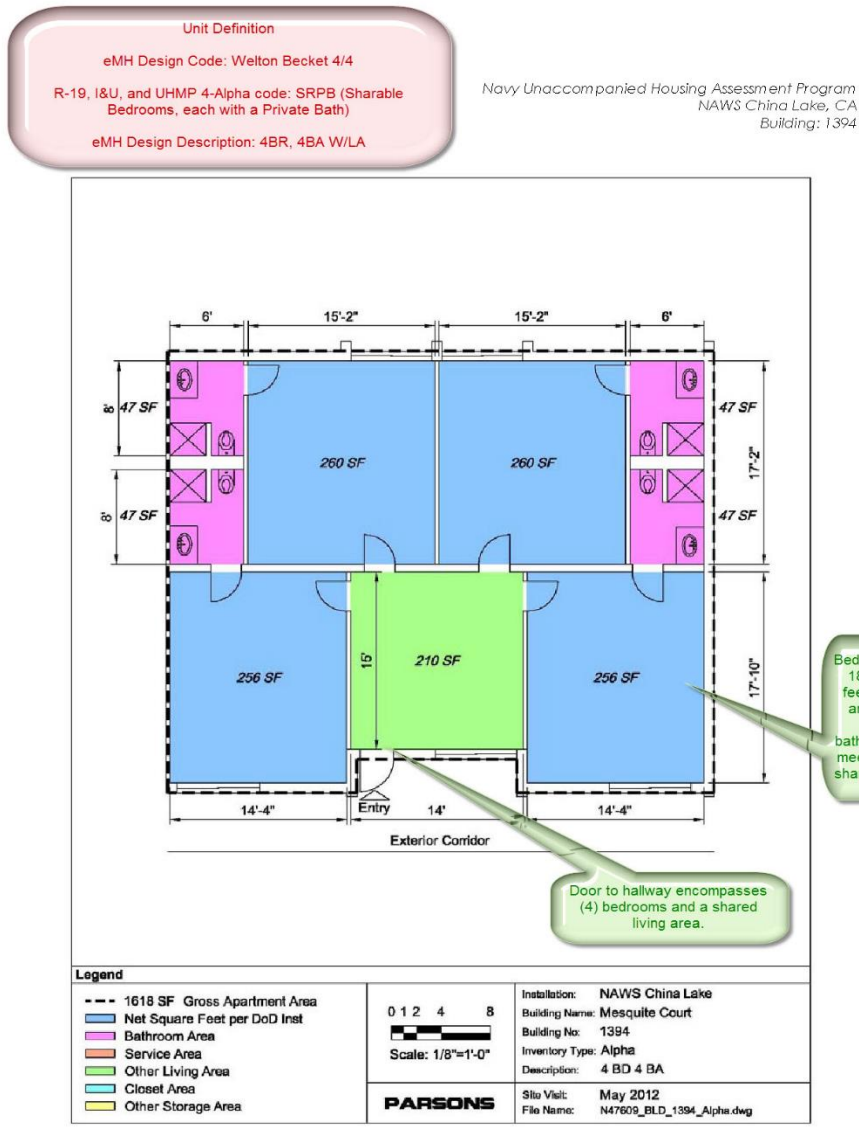 Unit Definition
eMH Design Code: Welton Becket 4/4
R-19, I&U, and UHMP 4-Alpha code: SRPB (Sharable
Bedrooms, each with a Private Bath)
eMH Design Description: 4BR, 4BA W/LA
Navy Unaccompanied Housing Assessment Program
NAWS China Lake, CA
Building: 1394
6' 15'-2" 15'-2" 6'
8' 47 SF
47 SF
260 SF 260 SF
17'-2"
8' 47 SF
47 SF
256 SF
15' 210 SF
256 SF
17'-10"
Bed
18
fee
an
bath
mee
sha
14'-4" Entry 14' 14'-4"
Exterior Corridor
Door to hallway encompasses
(4) bedrooms and a shared
living area.
Legend
1618 SF Gross Apartment Area
Net Square Feet per DoD Inst
Bathroom Area
Service Area
Other Living Area
Closet Area
Other Storage Area
0 1 2 4 8
Scale: 1/8"=1'-0"
PARSONS
Installation: NAWS China Lake
Building Name: Mesquite Court
Building No: 1394
Inventory Type: Alpha
Description: 4 BD 4 BA
Site Visit: May 2012
File Name: N47609_BLD_1394_Alpha.dwg